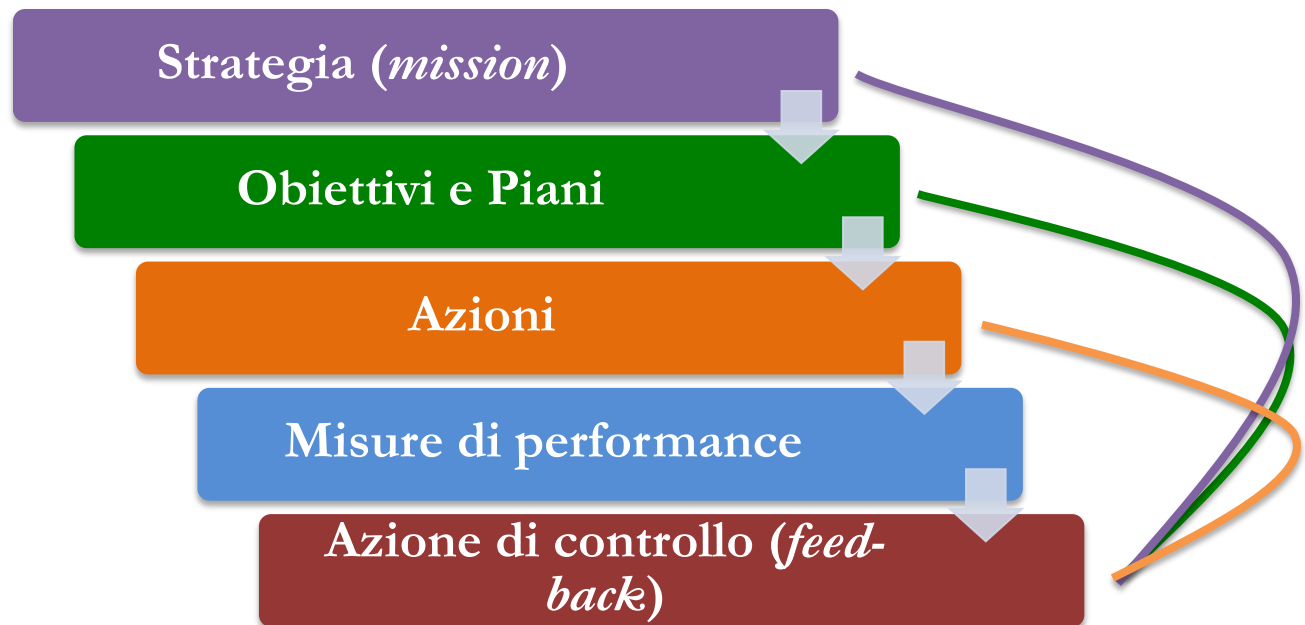 Strategia (mission)
Obiettivi e Piani
Azioni
Misure di performance
Azione di controllo (feed-
back)